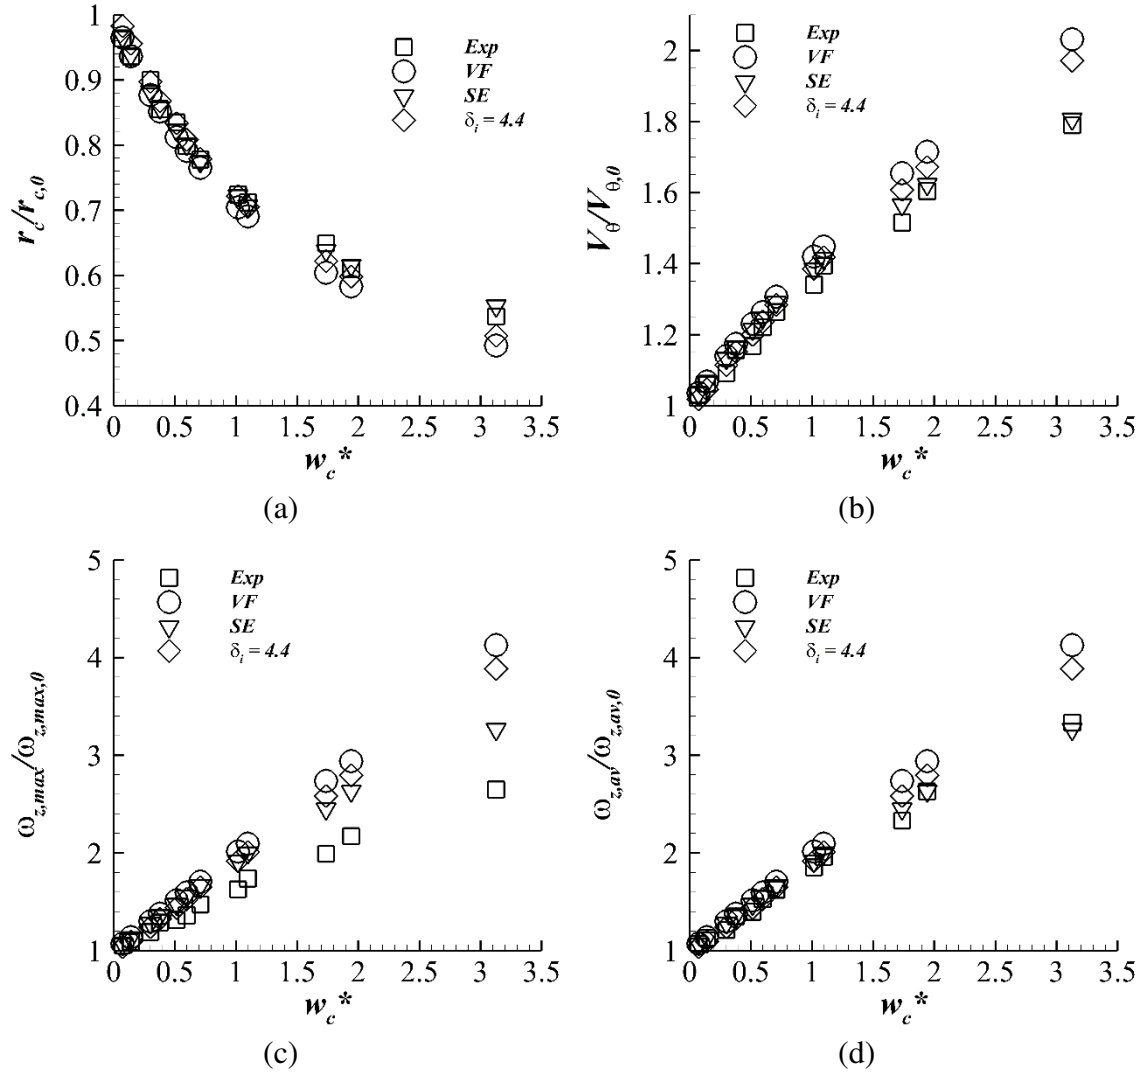 1
0.9
0.8
0.7
0.6
0.5
0.4
r_c/r_{c,0}
Exp
VF
SE
δ_i = 4.4
0 0.5 1 1.5 2 2.5 3 3.5
w_c*
(a)
2
1.8
1.6
1.4
1.2
1
V_θ/V_{θ,0}
Exp
VF
SE
δ_i = 4.4
0 0.5 1 1.5 2 2.5 3 3.5
w_c*
(b)
5
4
3
2
1
ω_{z,max}/ω_{z,max,0}
Exp
VF
SE
δ_i = 4.4
0 0.5 1 1.5 2 2.5 3 3.5
w_c*
(c)
5
4
3
2
1
ω_{z,av}/ω_{z,av,0}
Exp
VF
SE
δ_i = 4.4
0 0.5 1 1.5 2 2.5 3 3.5
w_c*
(d)